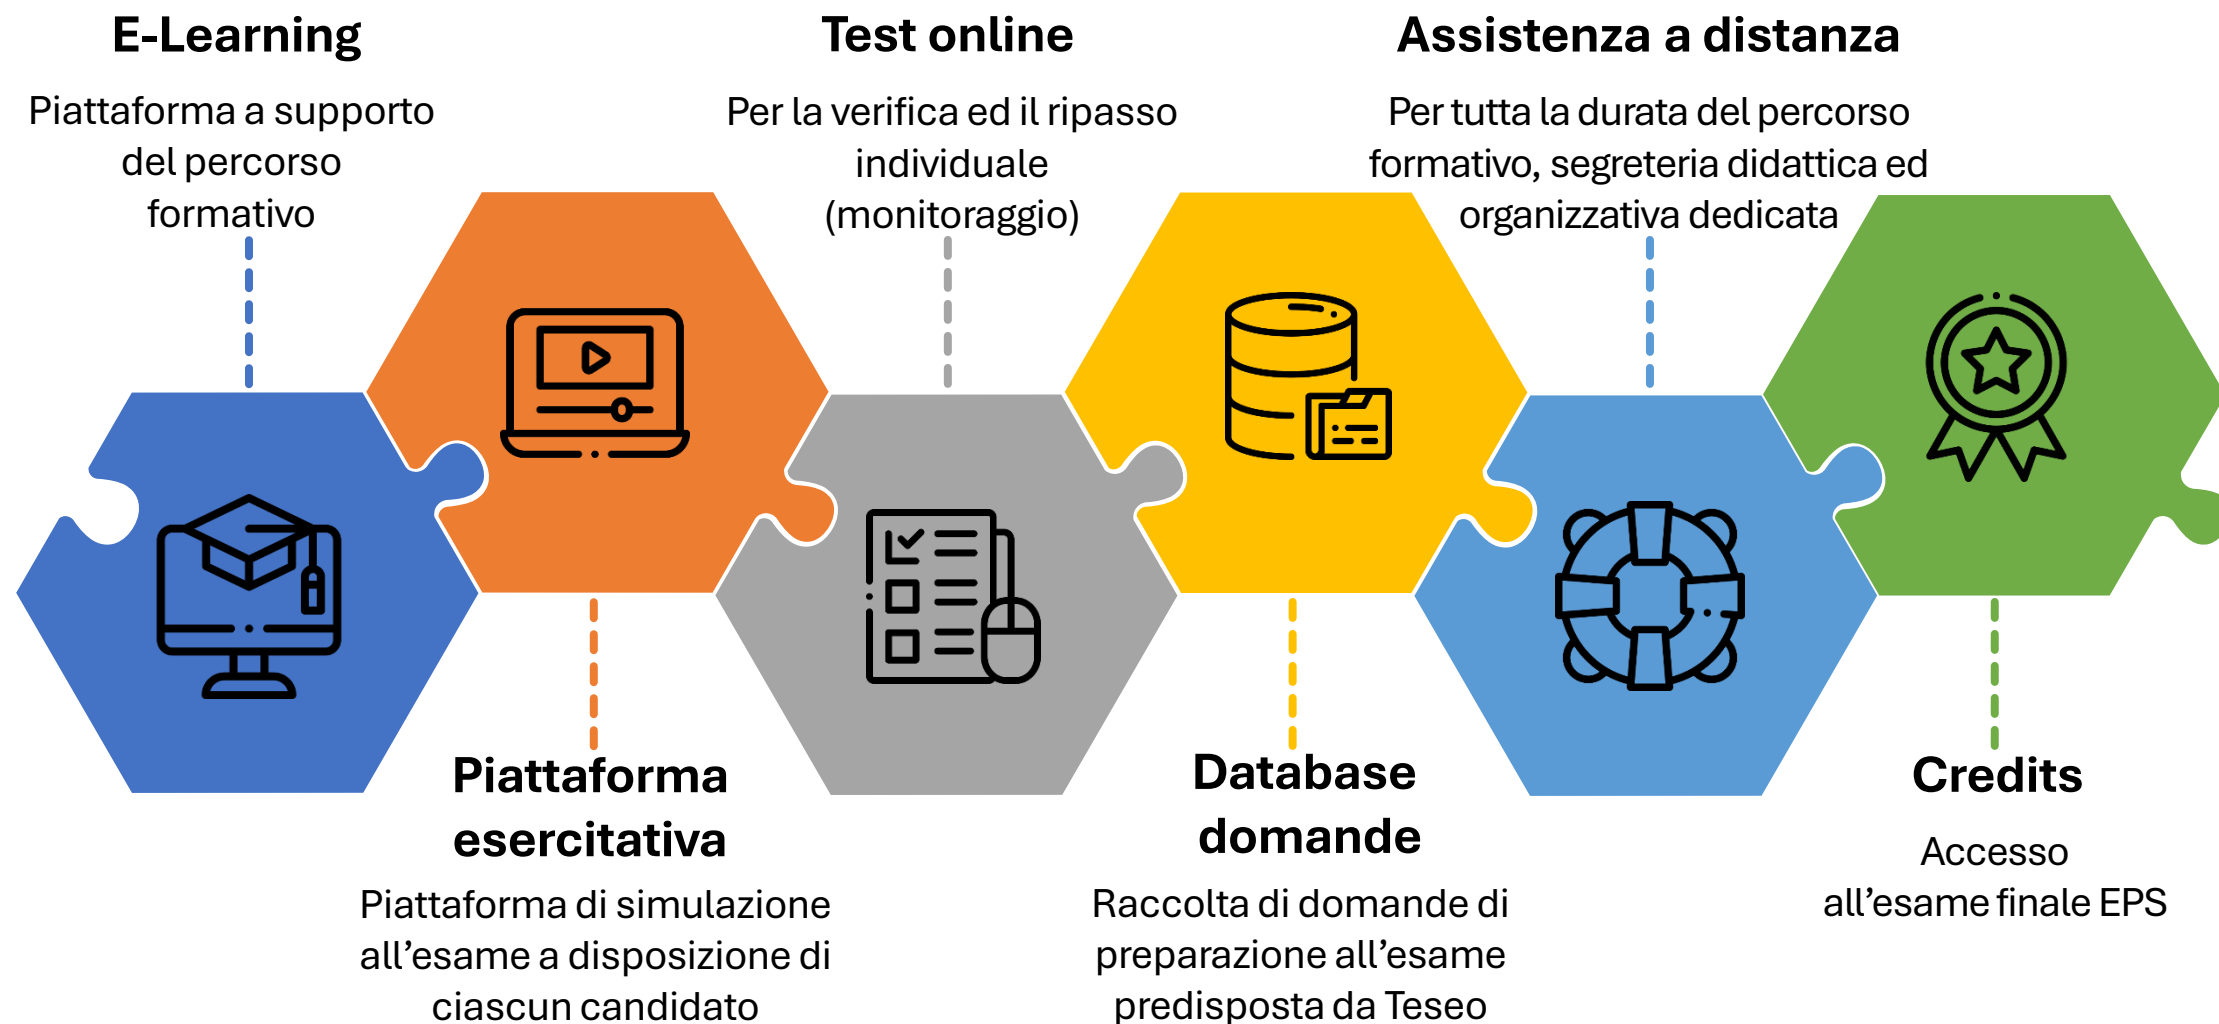 E-Learning
Piattaforma a supporto
del percorso
formativo
Piattaforma
esercitativa
Piattaforma di simulazione
all’esame a disposizione di
ciascun candidato
Test online
Per la verifica ed il ripasso
individuale
(monitoraggio)
Database
domande
Raccolta di domande di
preparazione all’esame
predisposta da Teseo
Assistenza a distanza
Per tutta la durata del percorso
formativo, segreteria didattica ed
organizzativa dedicata
Credits
Accesso
all’esame finale EPS